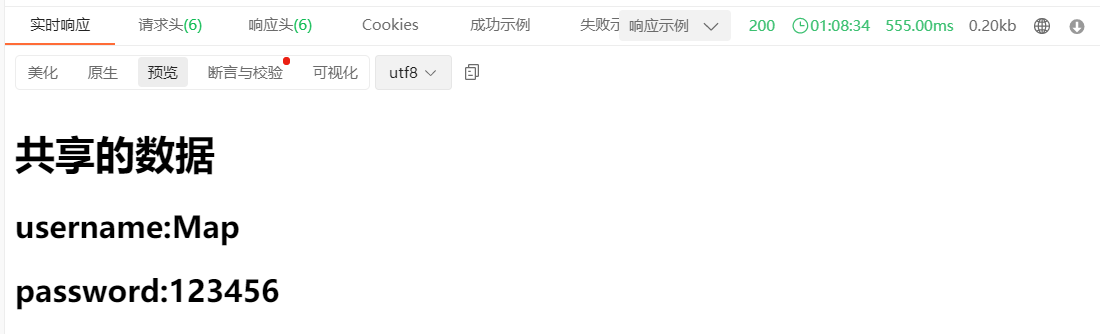 实时响应 请求头(6) 响应头(6) Cookies 成功示例 失败示 响应示例 200 01:08:34 555.00ms 0.20kb
美化 原生 预览 断言与校验 可视化 utf8
共享的数据
username:Map
password:123456